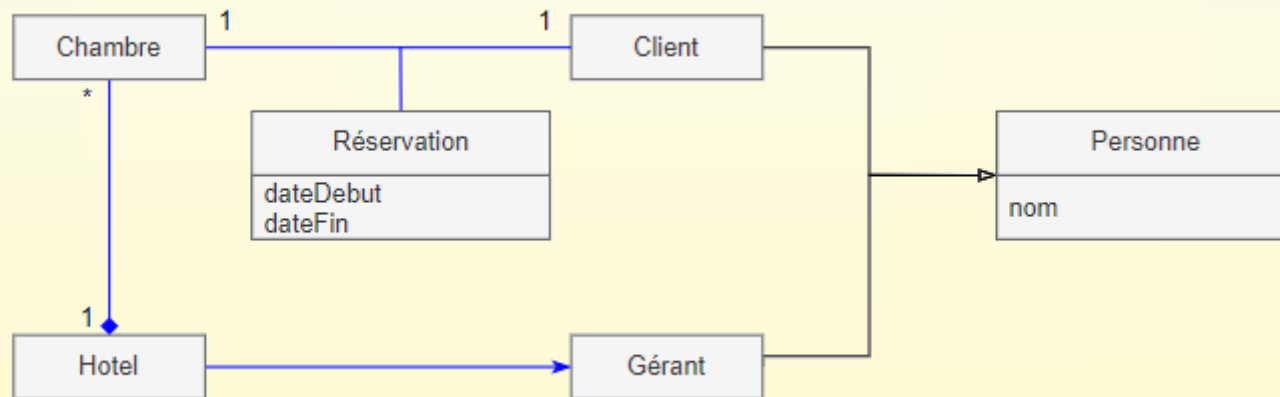 1
1
Chambre
Client
*
Réservation
Personne
dateDebut
dateFin
nom
1
Hotel
Gérant